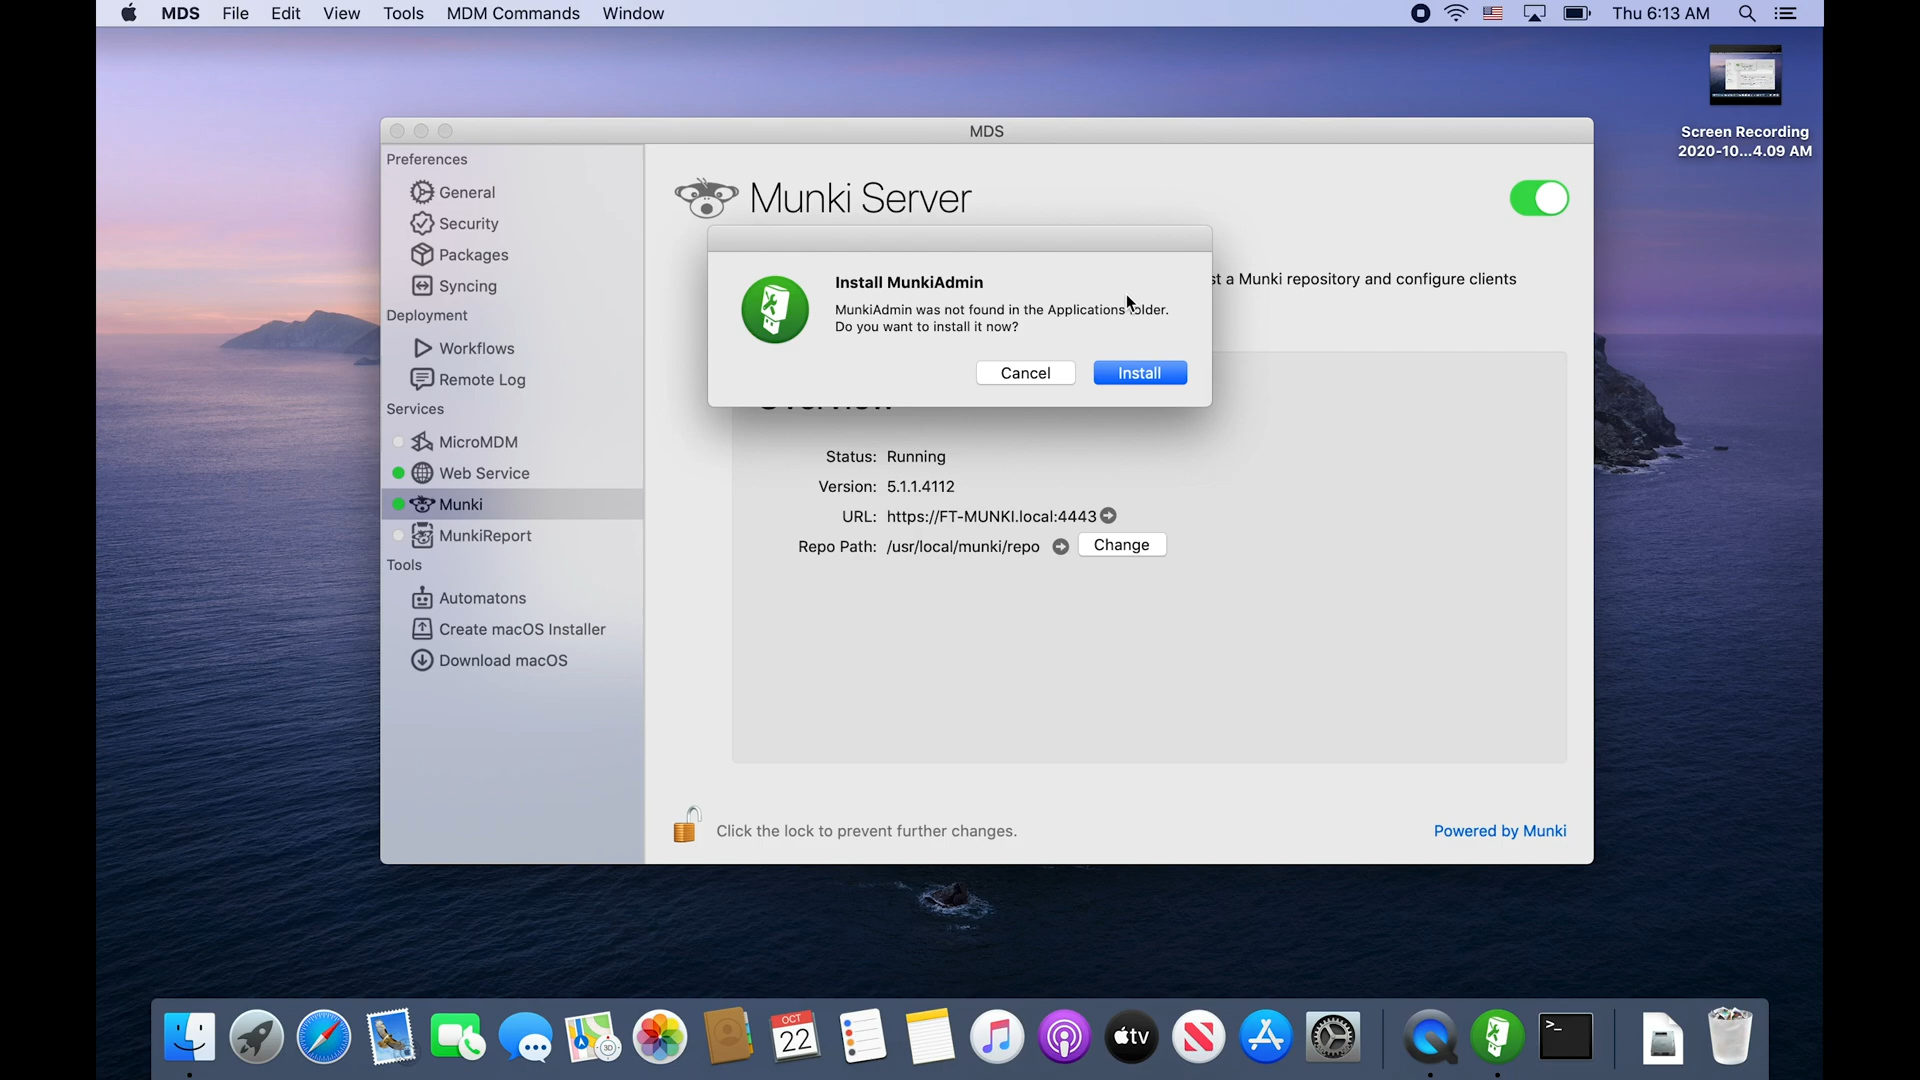 MDS File Edit View Tools MDM Commands Window Thu 6:13 AM
Screen Recording
2020-10...4.09 AM
MDS
Preferences
General
Security
Packages
Syncing
Deployment
Workflows
Remote Log
Services
MicroMDM
Web Service
Munki
MunkiReport
Tools
Automatons
Create macOS Installer
Download macOS
Munki Server
Install MunkiAdmin
MunkiAdmin was not found in the Applications
Do you want to install it now?
Cancel Install
a Munki repository and configure clients
Status: Running
Version: 5.1.1.4112
URL: https://FT-MUNKI.local:4443
Repo Path: /usr/local/munki/repo Change
Click the lock to prevent further changes.
Powered by Munki
3D
OCT
22
tv
>_